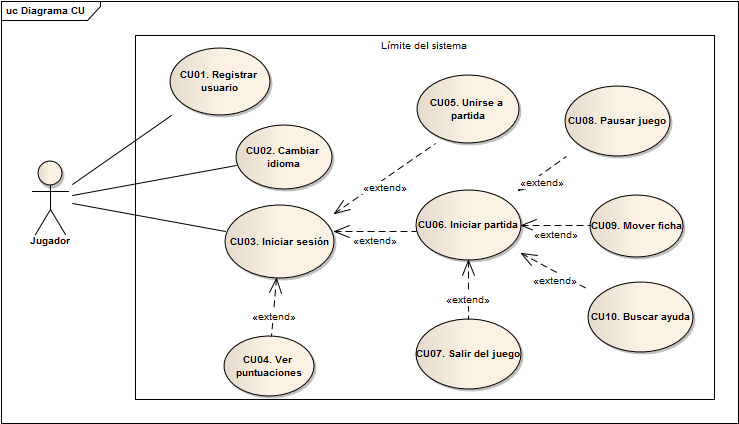 uc Diagrama CU
Límite del sistema
CU01. Registrar
usuario
CU02. Cambiar
idioma
CU03. Iniciar sesión
CU04. Ver
puntuaciones
CU05. Unirse a
partida
CU06. Iniciar partida
CU07. Salir del juego
CU08. Pausar juego
CU09. Mover ficha
CU10. Buscar ayuda
Jugador
«extend»
«extend»
«extend»
«extend»
«extend»
«extend»
«extend»